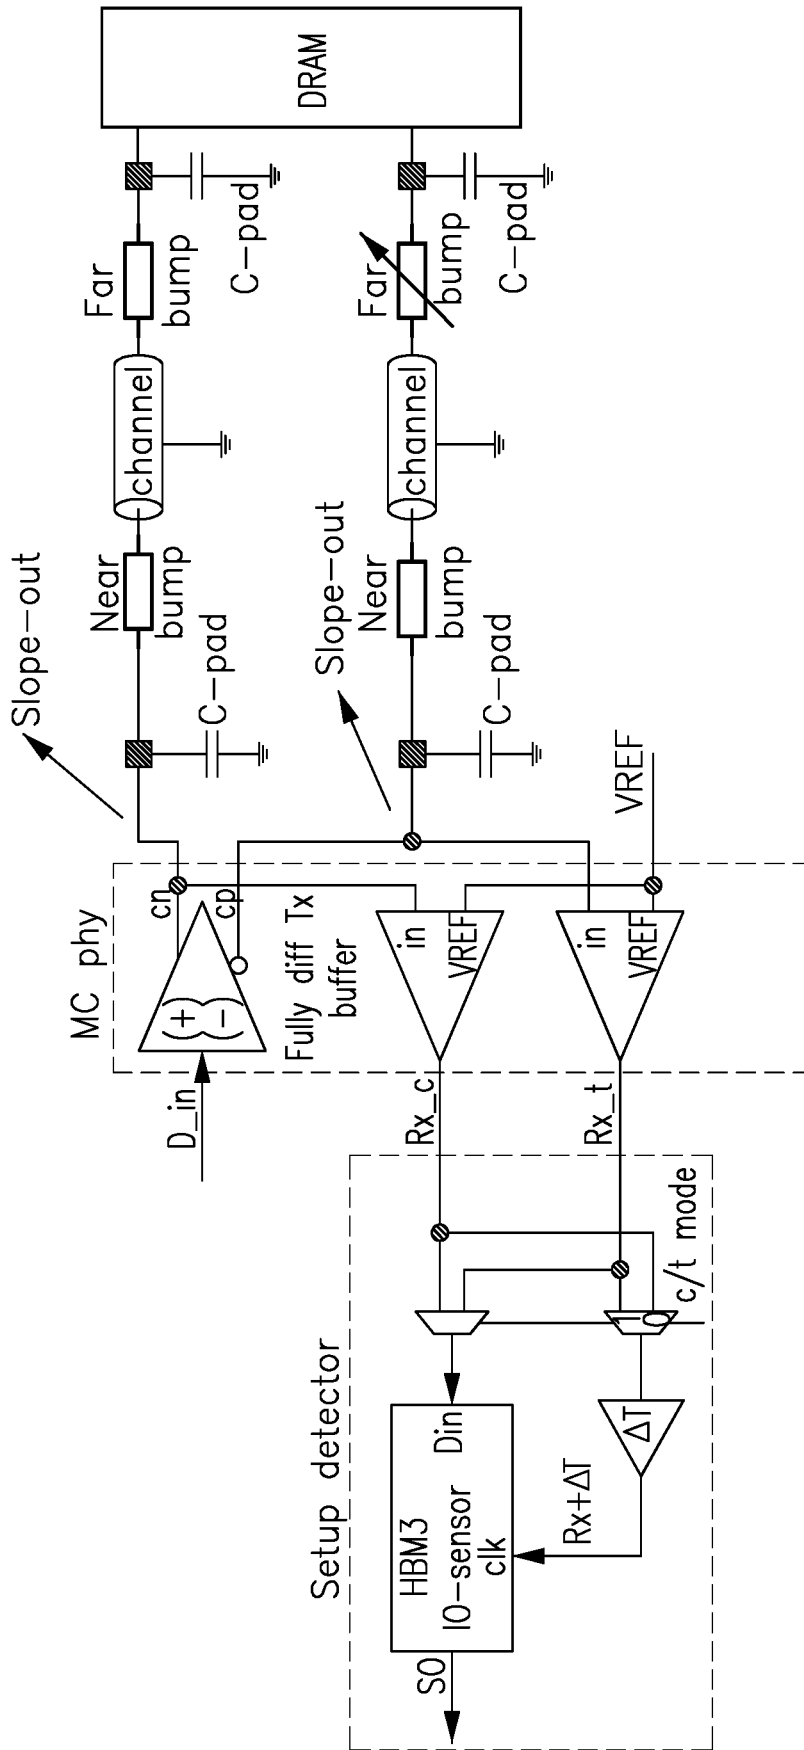 Setup detector
SO
HBM3
IO-sensor
Din
clk
Rx+ΔT
ΔT
1
0
c/t mode
MC phy
D_in
+
-
cn
cp
Fully diff Tx
buffer
Rx_c
in
VREF
Rx_t
in
VREF
VREF
Slope-out
C-pad
Near
bump
channel
Far
bump
C-pad
Slope-out
C-pad
Near
bump
channel
Far
bump
C-pad
DRAM